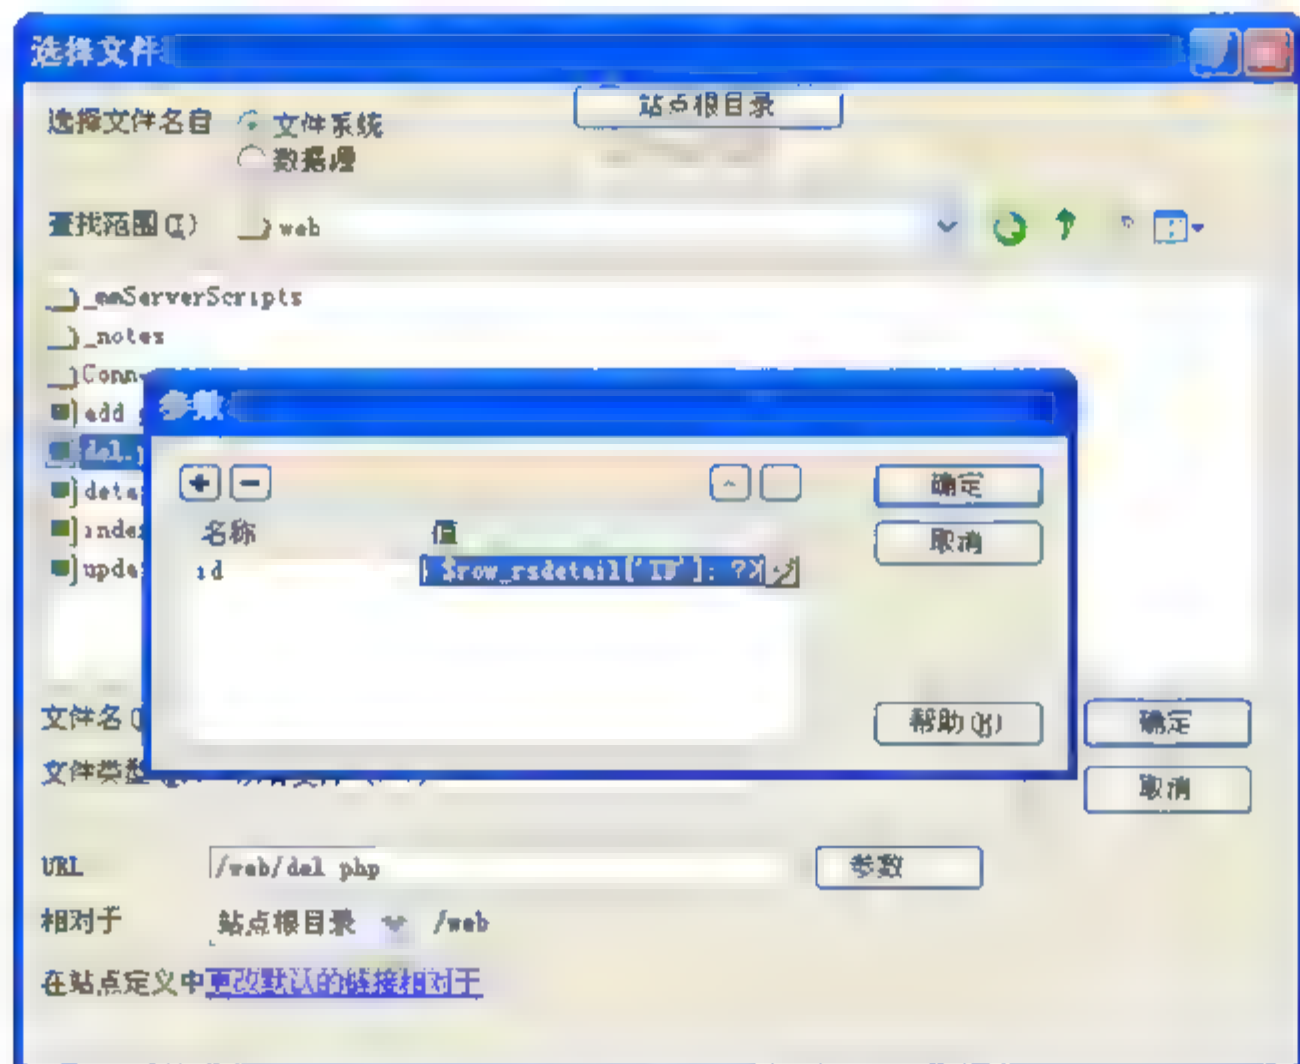 选择文件
站点根目录
选择文件名自 文件系统
数据
查找范围(I) web
_mmServerScripts
_notes
Conn
add
del.
deta
inde
upda
参数
确定
名称 值
取消
id $row_rsdetail['ID']; ?>
帮助(H)
文件名
确定
文件类型
取消
URL /web/del php
参数
相对于 站点根目录 /web
在站点定义中更改默认的链接相对于